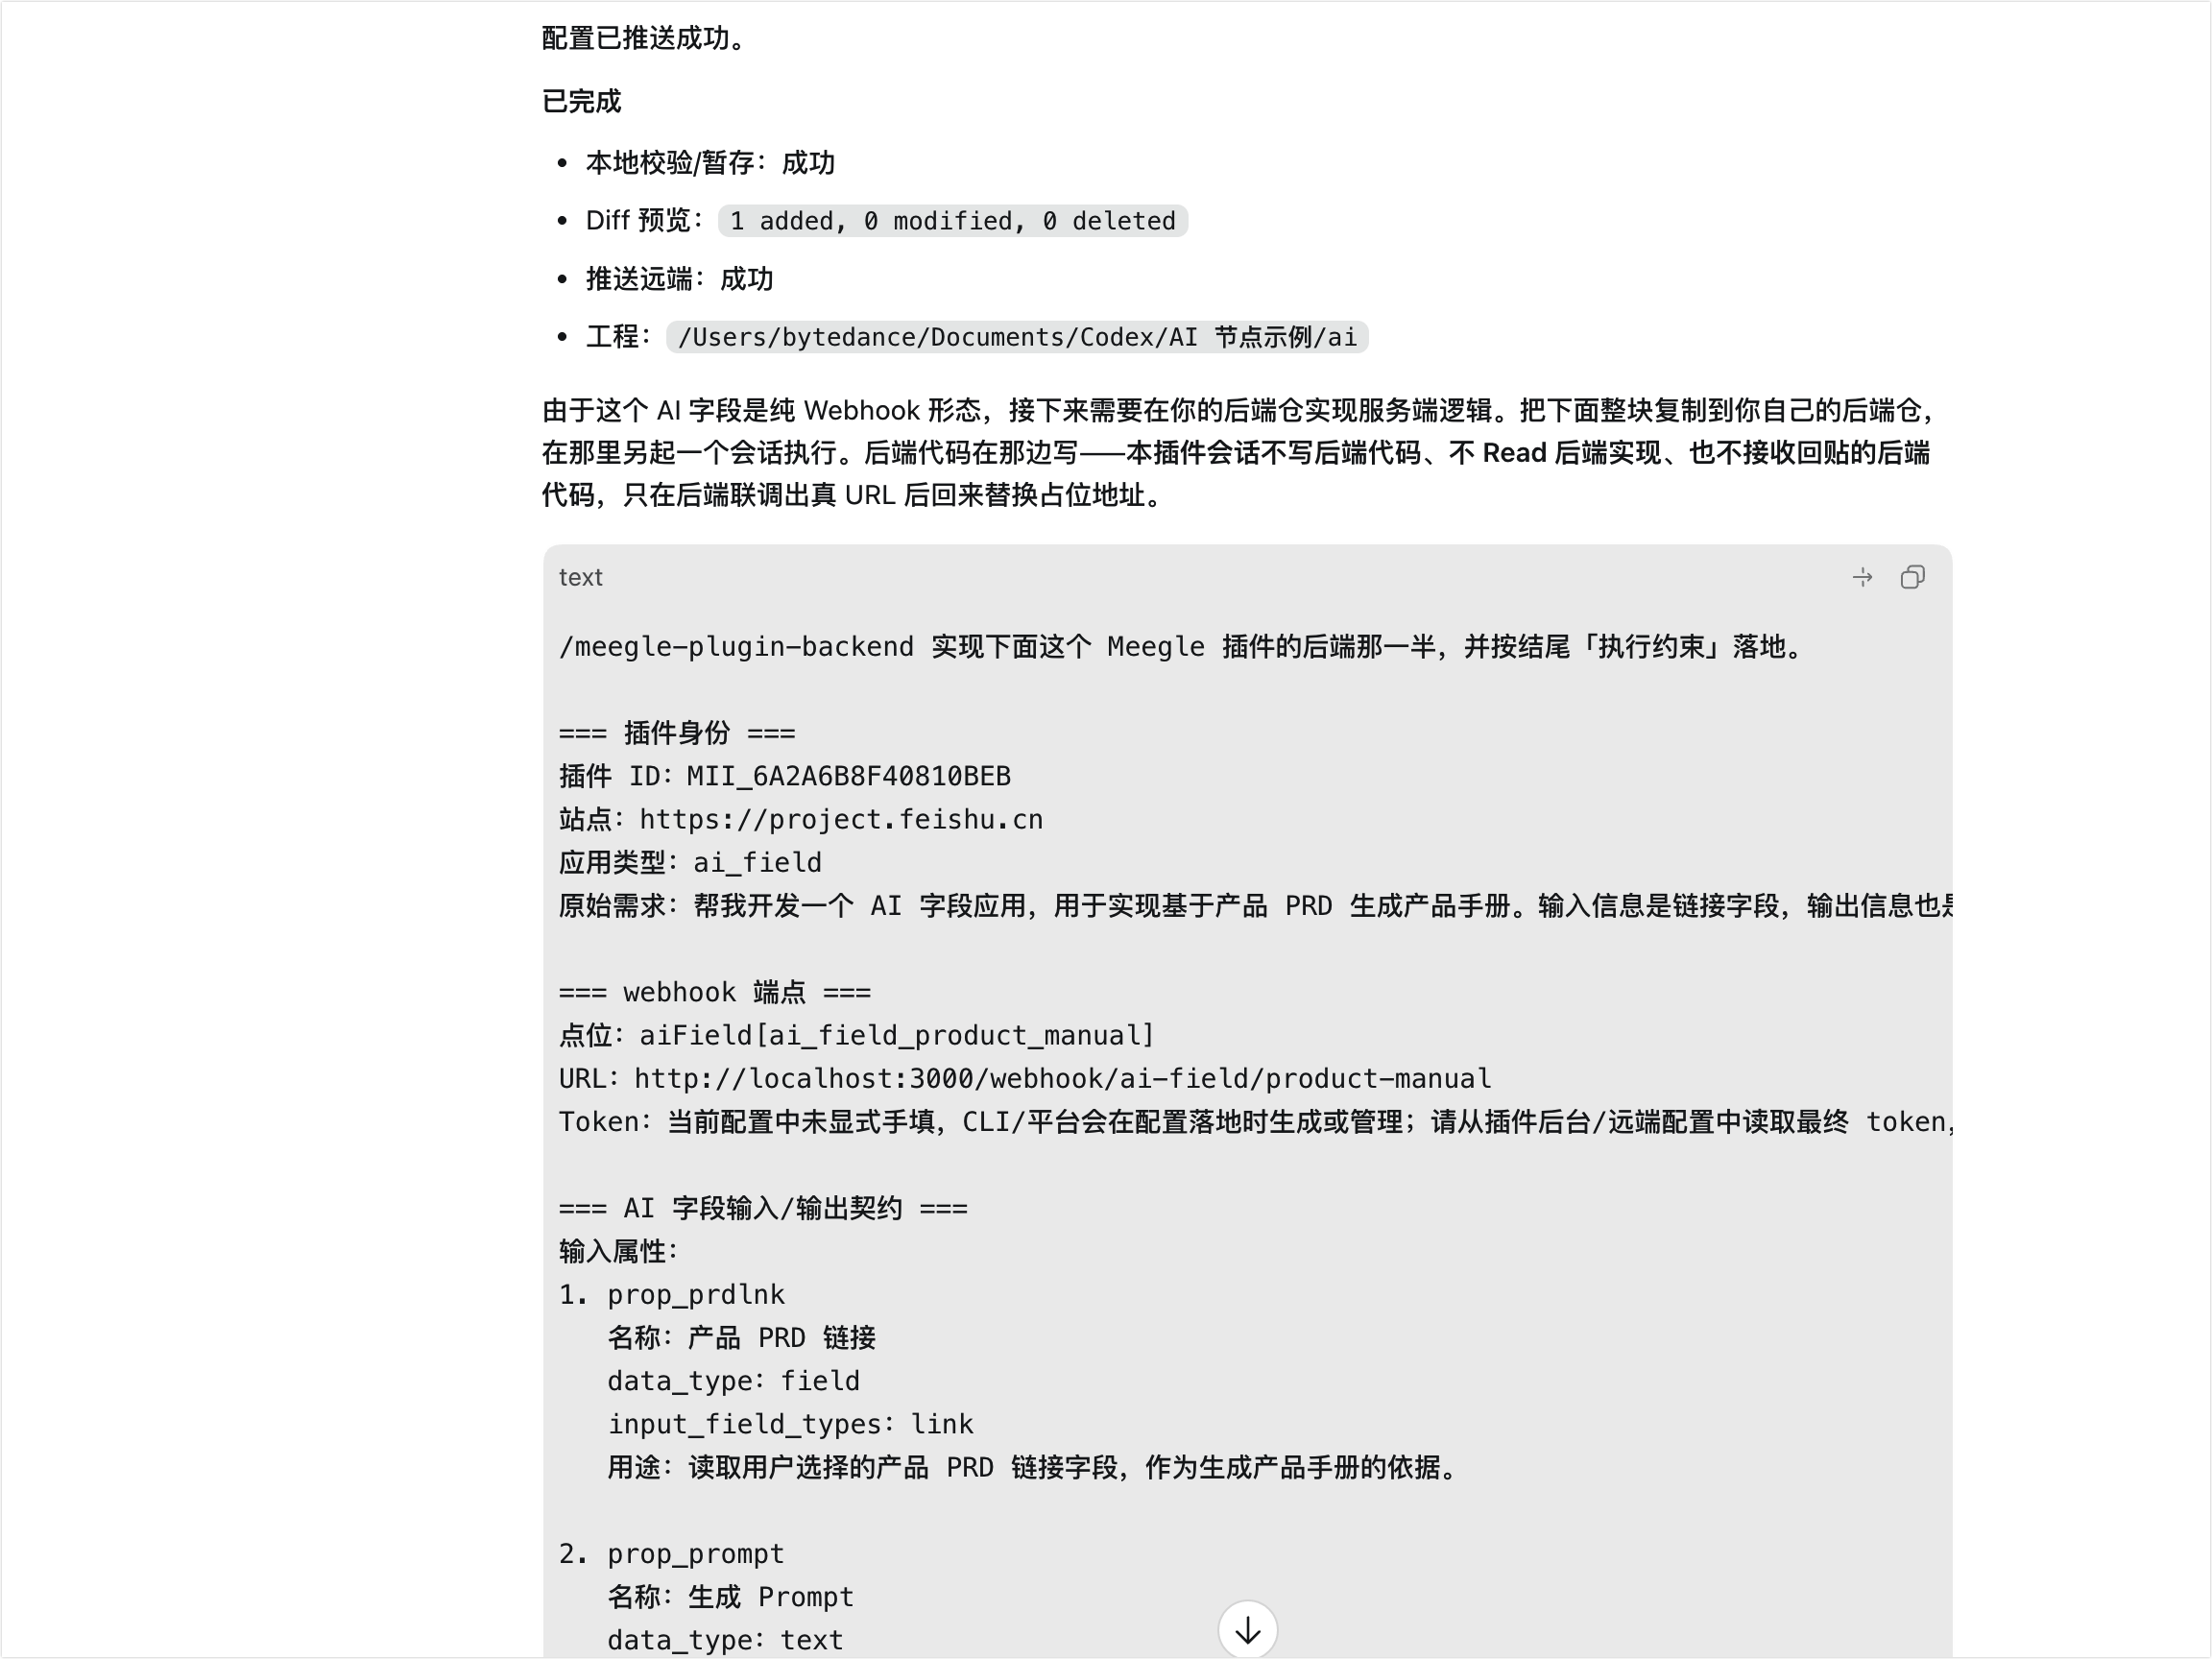 配置已推送成功。
已完成
• 本地校验/暂存：成功
• Diff 预览： 1 added, 0 modified, 0 deleted
• 推送远端：成功
• 工程： /Users/bytedance/Documents/Codex/AI 节点示例/ai
由于这个 AI 字段是纯 Webhook 形态，接下来需要在你的后端仓实现服务端逻辑。把下面整块复制到你自己的后端仓，
在那里另起一个会话执行。后端代码在那边写——本插件会话不写后端代码、不 Read 后端实现、也不接收回贴的后端
代码，只在后端联调出真 URL 后回来替换占位地址。
text
/meegle-plugin-backend 实现下面这个 Meegle 插件的后端那一半，并按结尾「执行约束」落地。
=== 插件身份 ===
插件 ID：MII_6A2A6B8F40810BEB
站点：https://project.feishu.cn
应用类型：ai_field
原始需求：帮我开发一个 AI 字段应用，用于实现基于产品 PRD 生成产品手册。输入信息是链接字段，输出信息也是
=== webhook 端点 ===
点位：aiField[ai_field_product_manual]
URL：http://localhost:3000/webhook/ai-field/product-manual
Token：当前配置中未显式手填，CLI/平台会在配置落地时生成或管理；请从插件后台/远端配置中读取最终 token，
=== AI 字段输入/输出契约 ===
输入属性：
1. prop_prdlnk
名称：产品 PRD 链接
data_type：field
input_field_types：link
用途：读取用户选择的产品 PRD 链接字段，作为生成产品手册的依据。
2. prop_prompt
名称：生成 Prompt
data_type：text